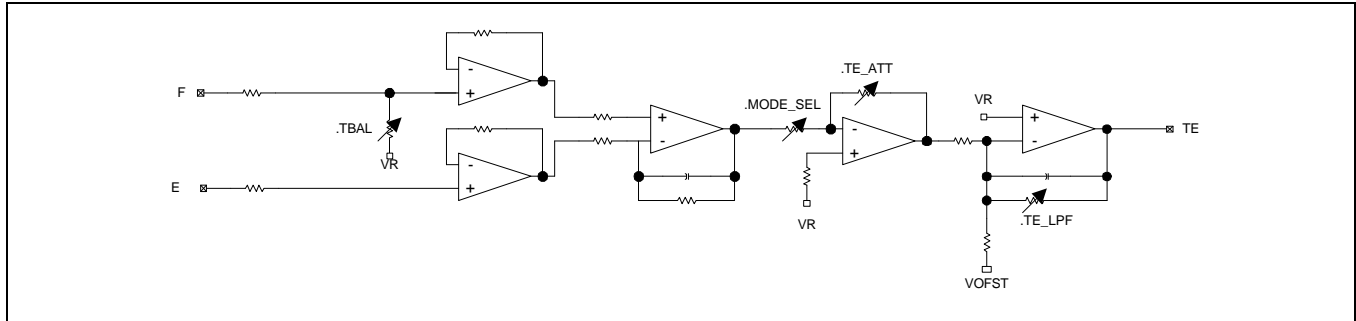 F
.TBAL
VR
E
-
+
-
+
+
-
.MODE_SEL
.TE_ATT
-
+
VR
VR
+
-
TE
.TE_LPF
VOFST